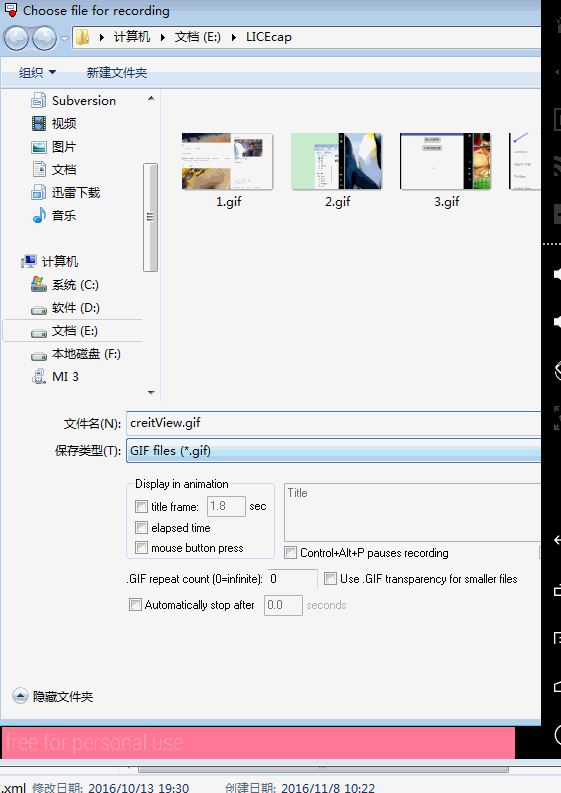 Choose file for recording
计算机 文档 (E:) LICEcap
组织 新建文件夹
Subversion
视频
图片
文档
迅雷下载
音乐
计算机
系统 (C:)
软件 (D:)
文档 (E:)
本地磁盘 (F:)
MI 3
1.gif 2.gif 3.gif
文件名(N): creitView.gif
保存类型(T): GIF files (*.gif)
Display in animation
title frame: 1.8 sec
elapsed time
mouse button press
Title
Control+Alt+P pauses recording
.GIF repeat count (0=infinite): 0 Use .GIF transparency for smaller files
Automatically stop after 0.0 seconds
隐藏文件夹
free for personal use
.xml 修改日期: 2016/10/13 19:30 创建日期: 2016/11/8 10:22